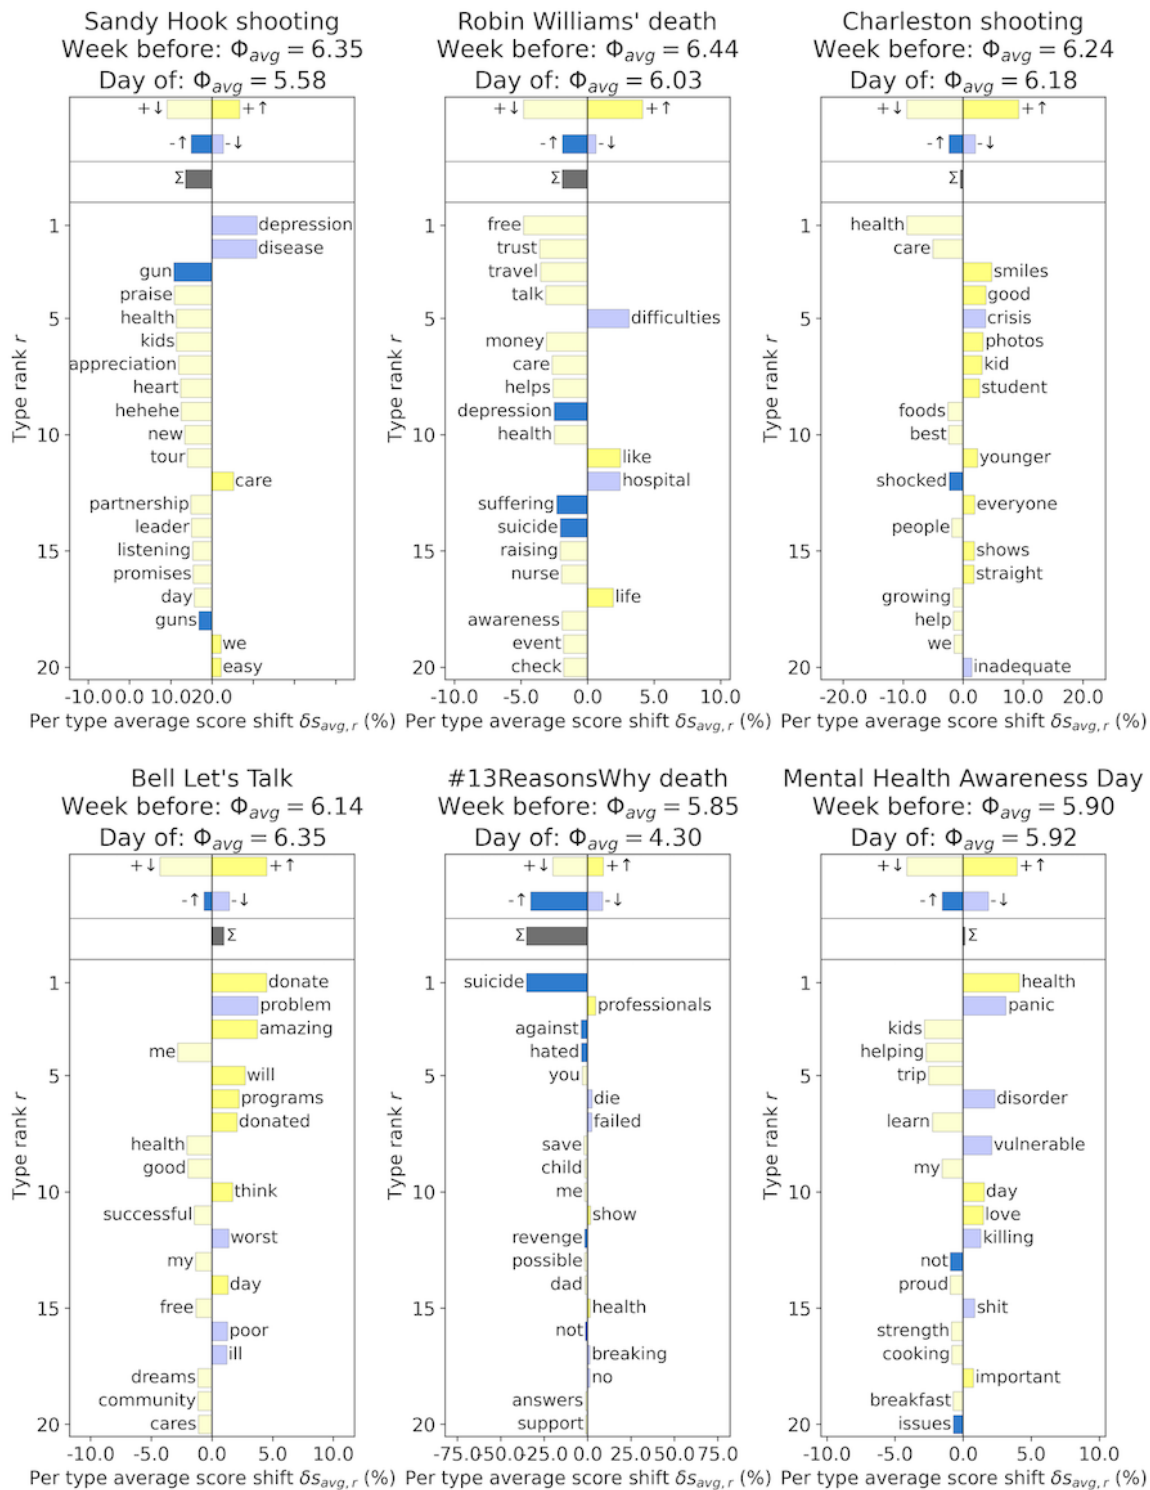 Sandy Hook shooting
Week before: Φavg = 6.35
Day of: Φavg = 5.58
+↓ +↑
-↑ -↓
Σ
Type rank r
1 depression
disease
gun
praise
5 health
kids
appreciation
heart
hehehe
10 new
tour
care
partnership
leader
15 listening
promises
day
guns
we
20 easy
-10.00.0 10.020.0
Per type average score shift δsavg,r (%)
Robin Williams' death
Week before: Φavg = 6.44
Day of: Φavg = 6.03
+↓ +↑
-↑ -↓
Σ
Type rank r
1 free
trust
travel
talk
5 difficulties
money
care
helps
depression
10 health
like
hospital
suffering
suicide
15 raising
nurse
life
awareness
event
20 check
-10.0 -5.0 0.0 5.0 10.0
Per type average score shift δsavg,r (%)
Charleston shooting
Week before: Φavg = 6.24
Day of: Φavg = 6.18
+↓ +↑
-↑ -↓
Σ
Type rank r
1 health
care
smiles
good
5 crisis
photos
kid
student
foods
10 best
younger
shocked
everyone
people
15 shows
straight
growing
help
we
20 inadequate
-20.0 -10.0 0.0 10.0 20.0
Per type average score shift δsavg,r (%)
Bell Let's Talk
Week before: Φavg = 6.14
Day of: Φavg = 6.35
+↓ +↑
-↑ -↓
Σ
Type rank r
1 donate
problem
amazing
me
5 will
programs
donated
health
good
10 think
successful
worst
my
day
15 free
poor
ill
dreams
community
20 cares
-10.0 -5.0 0.0 5.0 10.0
Per type average score shift δsavg,r (%)
#13ReasonsWhy death
Week before: Φavg = 5.85
Day of: Φavg = 4.30
+↓ +↑
-↑ -↓
Σ
Type rank r
1 suicide
professionals
against
hated
5 you
die
failed
save
child
10 me
show
revenge
possible
dad
15 health
not
breaking
no
answers
20 support
-75.0-50.0-25.00.0 25.0 50.0 75.0
Per type average score shift δsavg,r (%)
Mental Health Awareness Day
Week before: Φavg = 5.90
Day of: Φavg = 5.92
+↓ +↑
-↑ -↓
Σ
Type rank r
1 health
panic
kids
helping
5 trip
disorder
learn
vulnerable
my
10 day
love
killing
not
proud
15 shit
strength
cooking
important
breakfast
20 issues
-10.0 -5.0 0.0 5.0 10.0
Per type average score shift δsavg,r (%)